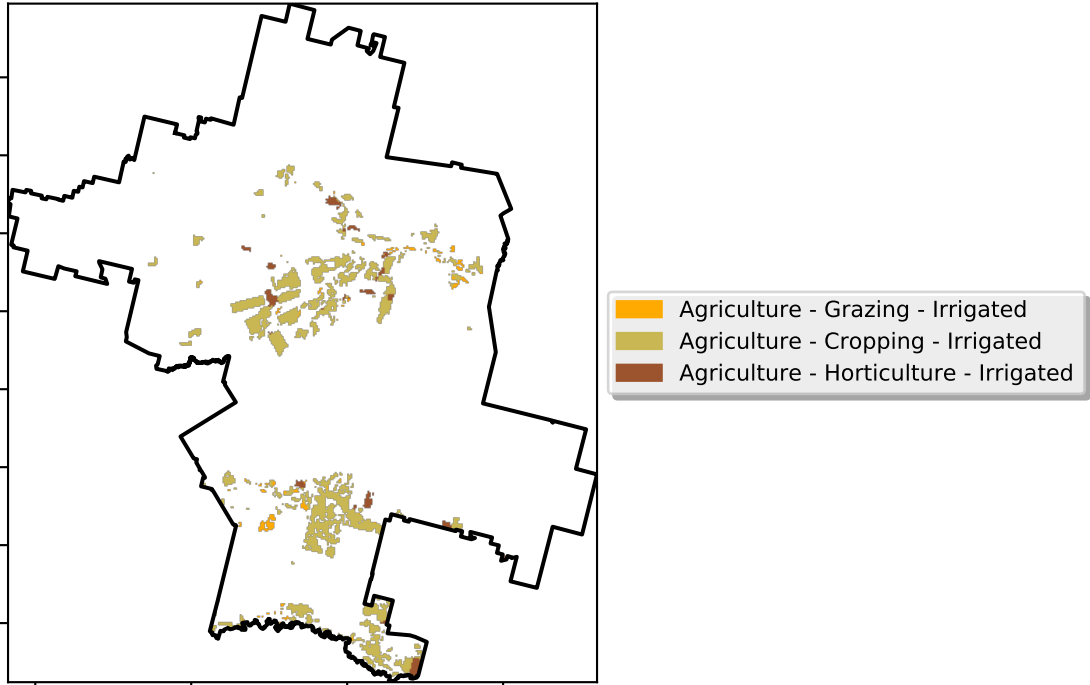 Agriculture - Grazing - Irrigated
Agriculture - Cropping - Irrigated
Agriculture - Horticulture - Irrigated